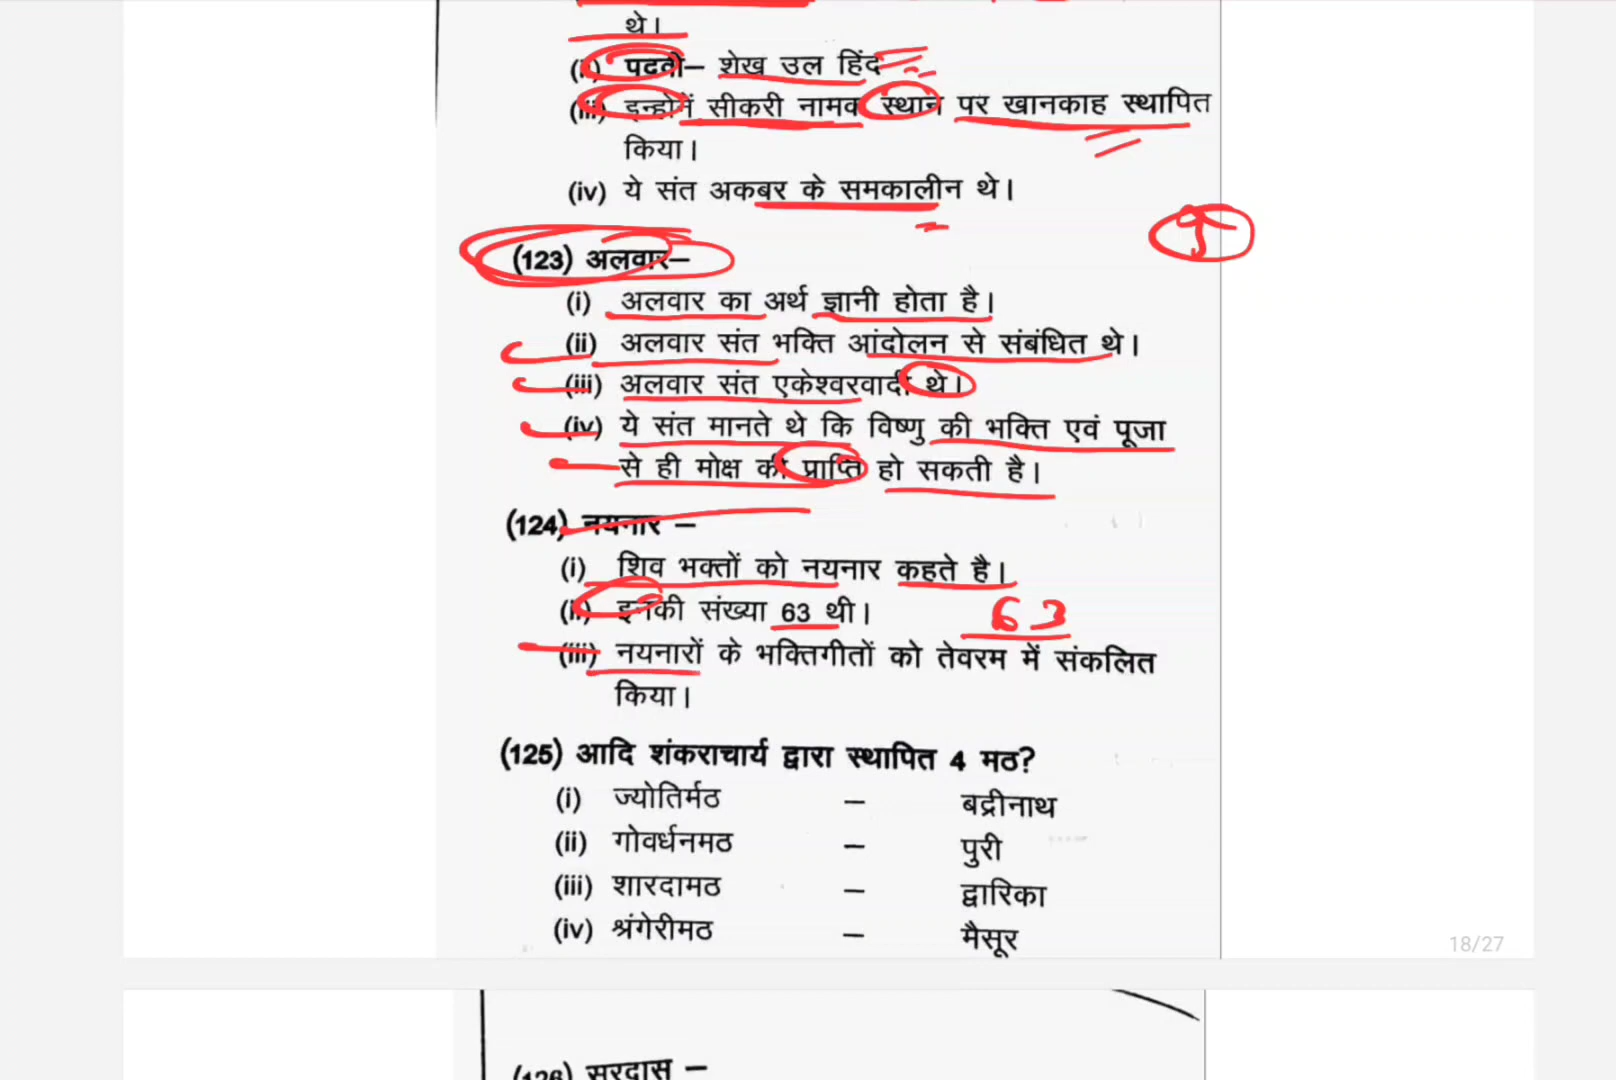 थे।
(ii) पदवी– शेख उल हिंद
(iii) इन्होनें सीकरी नामक स्थान पर खानकाह स्थापित
किया।
(iv) ये संत अकबर के समकालीन थे।
(123) अलवार–
(i) अलवार का अर्थ ज्ञानी होता है।
(ii) अलवार संत भक्ति आंदोलन से संबंधित थे।
(iii) अलवार संत एकेश्वरवादी थे।
(iv) ये संत मानते थे कि विष्णु की भक्ति एवं पूजा
से ही मोक्ष की प्राप्ति हो सकती है।
(124) नयनार –
(i) शिव भक्तों को नयनार कहते है।
(ii) इनकी संख्या 63 थी। 63
(iii) नयनारों के भक्तिगीतों को तेवरम में संकलित
किया।
(125) आदि शंकराचार्य द्वारा स्थापित 4 मठ?
(i) ज्योतिर्मठ – बद्रीनाथ
(ii) गोवर्धनमठ – पुरी
(iii) शारदामठ – द्वारिका
(iv) श्रंगेरीमठ – मैसूर
18/27
(126) सूरदास –